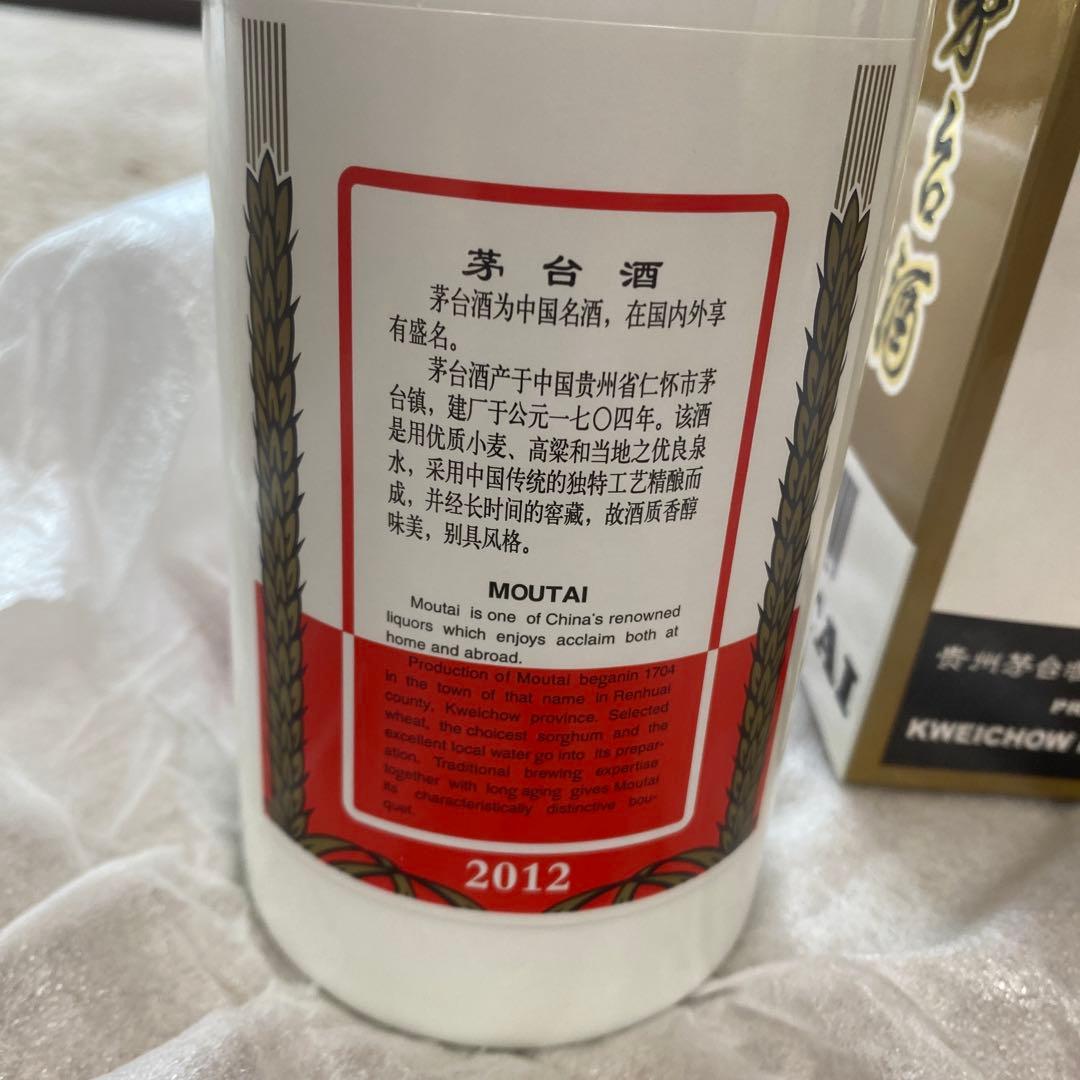 茅台酒
茅台酒为中国名酒，在国内外享
有盛名。
茅台酒产于中国贵州省仁怀市茅
台镇，建厂于公元一七〇四年。该酒
是用优质小麦、高粱和当地之优良泉
水，采用中国传统的独特工艺精酿而
成，并经长时间的窖藏，故酒质香醇
味美，别具风格。
MOUTAI
Moutai is one of China's renowned
liquors which enjoys acclaim both at
home and abroad.
Production of Moutai beganin 1704
in the town of that name in Renhuai
county, Kweichow province. Selected
wheat, the choicest sorghum and the
excellent local water go into its prepar-
ation. Traditional brewing expertise
together with long aging gives Moutai
its characteristically distinctive bou-
quet.
2012
茅台酒
AI
贵州茅台
PR
KWEICHOW